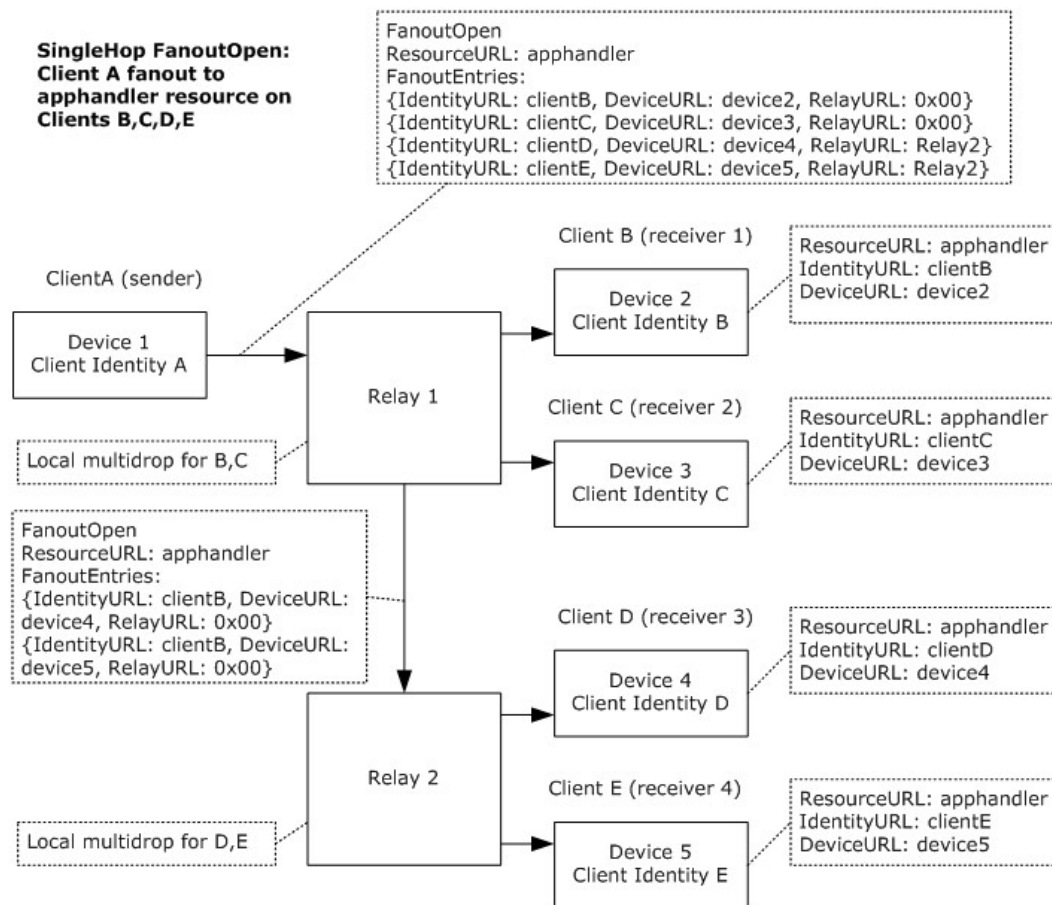 SingleHop FanoutOpen:
Client A fanout to
apphandler resource on
Clients B,C,D,E
FanoutOpen
ResourceURL: apphandler
FanoutEntries:
{IdentityURL: clientB, DeviceURL: device2, RelayURL: 0x00}
{IdentityURL: clientC, DeviceURL: device3, RelayURL: 0x00}
{IdentityURL: clientD, DeviceURL: device4, RelayURL: Relay2}
{IdentityURL: clientE, DeviceURL: device5, RelayURL: Relay2}
ClientA (sender)
Device 1
Client Identity A
Relay 1
Local multidrop for B,C
Client B (receiver 1)
Device 2
Client Identity B
ResourceURL: apphandler
IdentityURL: clientB
DeviceURL: device2
Client C (receiver 2)
Device 3
Client Identity C
ResourceURL: apphandler
IdentityURL: clientC
DeviceURL: device3
FanoutOpen
ResourceURL: apphandler
FanoutEntries:
{IdentityURL: clientB, DeviceURL:
device4, RelayURL: 0x00}
{IdentityURL: clientB, DeviceURL:
device5, RelayURL: 0x00}
Relay 2
Local multidrop for D,E
Client D (receiver 3)
Device 4
Client Identity D
ResourceURL: apphandler
IdentityURL: clientD
DeviceURL: device4
Client E (receiver 4)
Device 5
Client Identity E
ResourceURL: apphandler
IdentityURL: clientE
DeviceURL: device5